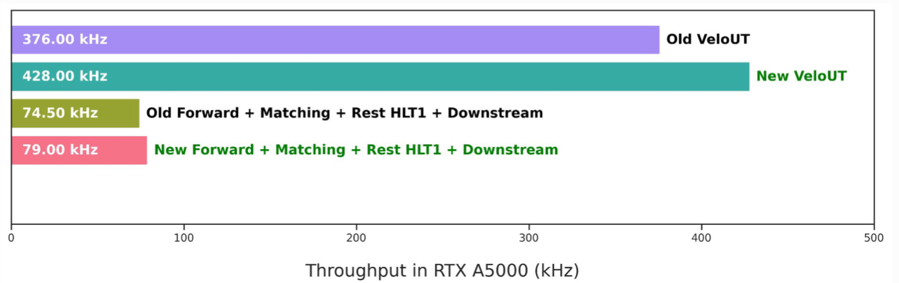 376.00 kHz Old VeloUT
428.00 kHz New VeloUT
74.50 kHz Old Forward + Matching + Rest HLT1 + Downstream
79.00 kHz New Forward + Matching + Rest HLT1 + Downstream
0 100 200 300 400 500
Throughput in RTX A5000 (kHz)